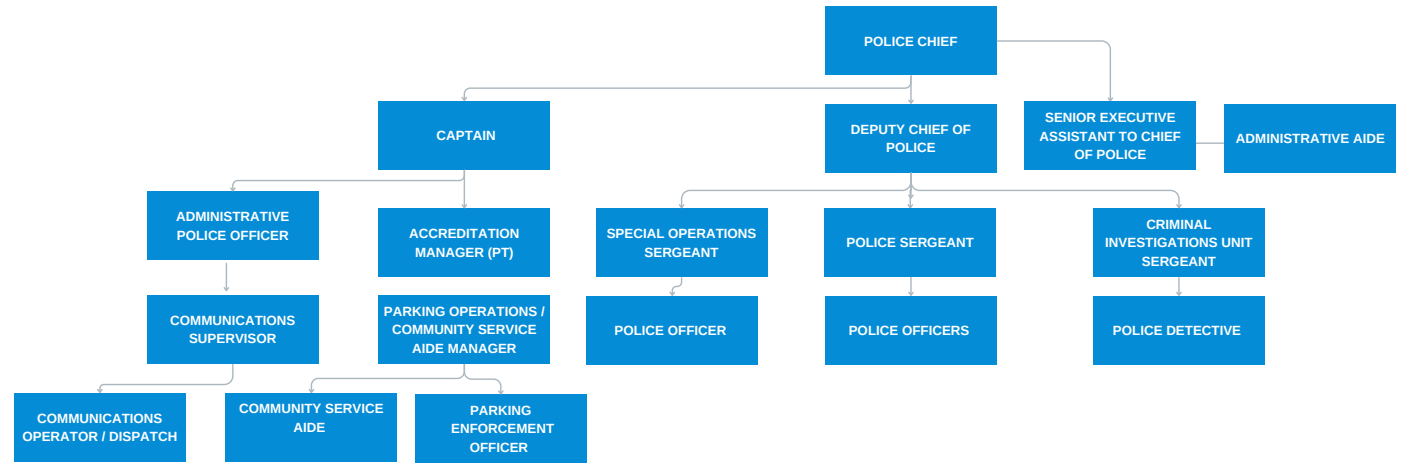 POLICE CHIEF
CAPTAIN
DEPUTY CHIEF OF
POLICE
SENIOR EXECUTIVE
ASSISTANT TO CHIEF
OF POLICE
ADMINISTRATIVE AIDE
ADMINISTRATIVE
POLICE OFFICER
ACCREDITATION
MANAGER (PT)
SPECIAL OPERATIONS
SERGEANT
POLICE SERGEANT
CRIMINAL
INVESTIGATIONS UNIT
SERGEANT
COMMUNICATIONS
SUPERVISOR
PARKING OPERATIONS /
COMMUNITY SERVICE
AIDE MANAGER
POLICE OFFICER
POLICE OFFICERS
POLICE DETECTIVE
COMMUNICATIONS
OPERATOR / DISPATCH
COMMUNITY SERVICE
AIDE
PARKING
ENFORCEMENT
OFFICER